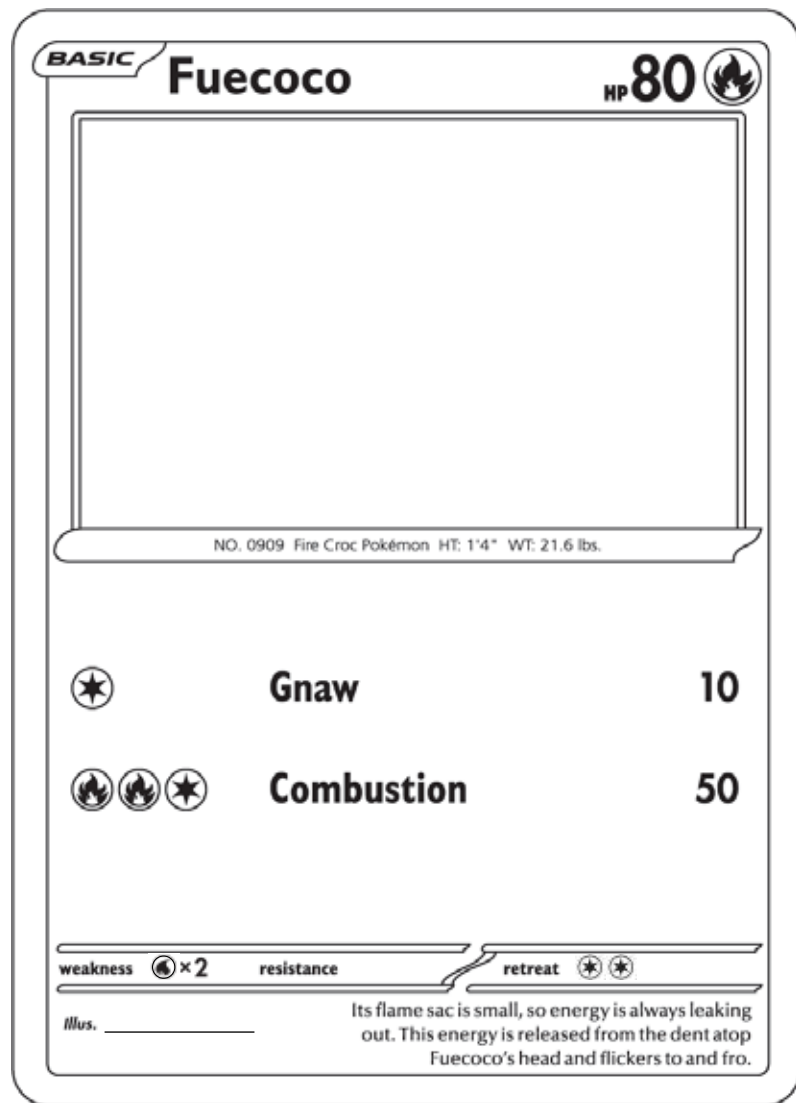 BASIC
Fuecoco
HP 80
NO. 0909 Fire Croc Pokémon HT: 1'4" WT: 21.6 lbs.
Gnaw 10
Combustion 50
weakness ×2 resistance retreat
Illus.
Its flame sac is small, so energy is always leaking
out. This energy is released from the dent atop
Fuecoco's head and flickers to and fro.